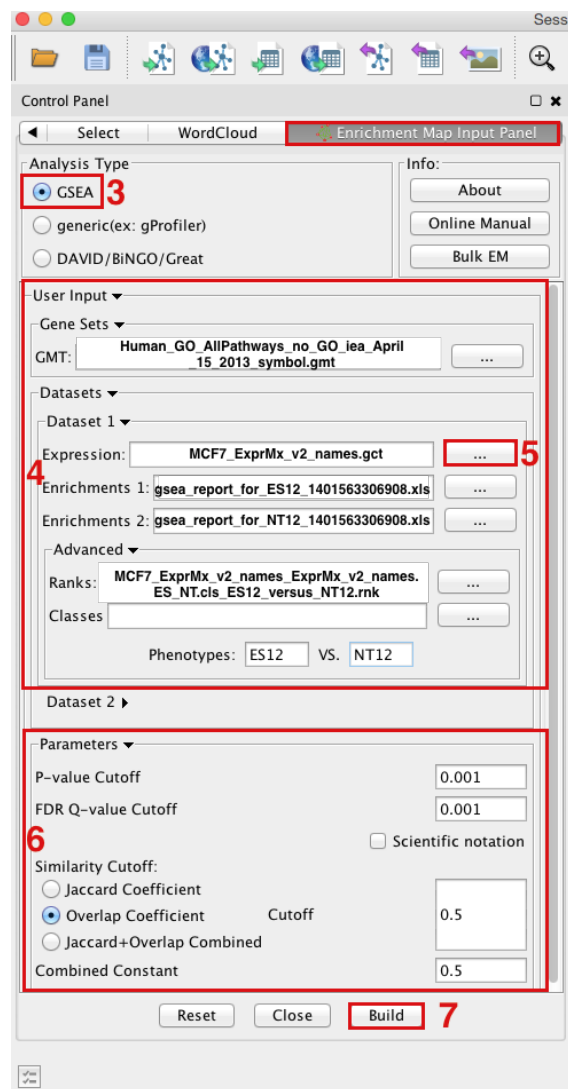 Sess
Control Panel
Select WordCloud Enrichment Map Input Panel
Analysis Type Info:
GSEA 3 About
generic(ex: gProfiler) Online Manual
DAVID/BiNGO/Great Bulk EM
User Input
Gene Sets
GMT: Human_GO_AllPathways_no_GO_iea_April
_15_2013_symbol.gmt ...
Datasets
Dataset 1
Expression: MCF7_ExprMx_v2_names.gct ... 5
4
Enrichments 1: gsea_report_for_ES12_1401563306908.xls ...
Enrichments 2: gsea_report_for_NT12_1401563306908.xls ...
Advanced
Ranks: MCF7_ExprMx_v2_names_ExprMx_v2_names.
ES_NT.cls_ES12_versus_NT12.rnk ...
Classes ...
Phenotypes: ES12 VS. NT12
Dataset 2
Parameters
P-value Cutoff 0.001
FDR Q-value Cutoff 0.001
6
Scientific notation
Similarity Cutoff:
Jaccard Coefficient
Overlap Coefficient Cutoff 0.5
Jaccard+Overlap Combined
Combined Constant 0.5
Reset Close Build 7